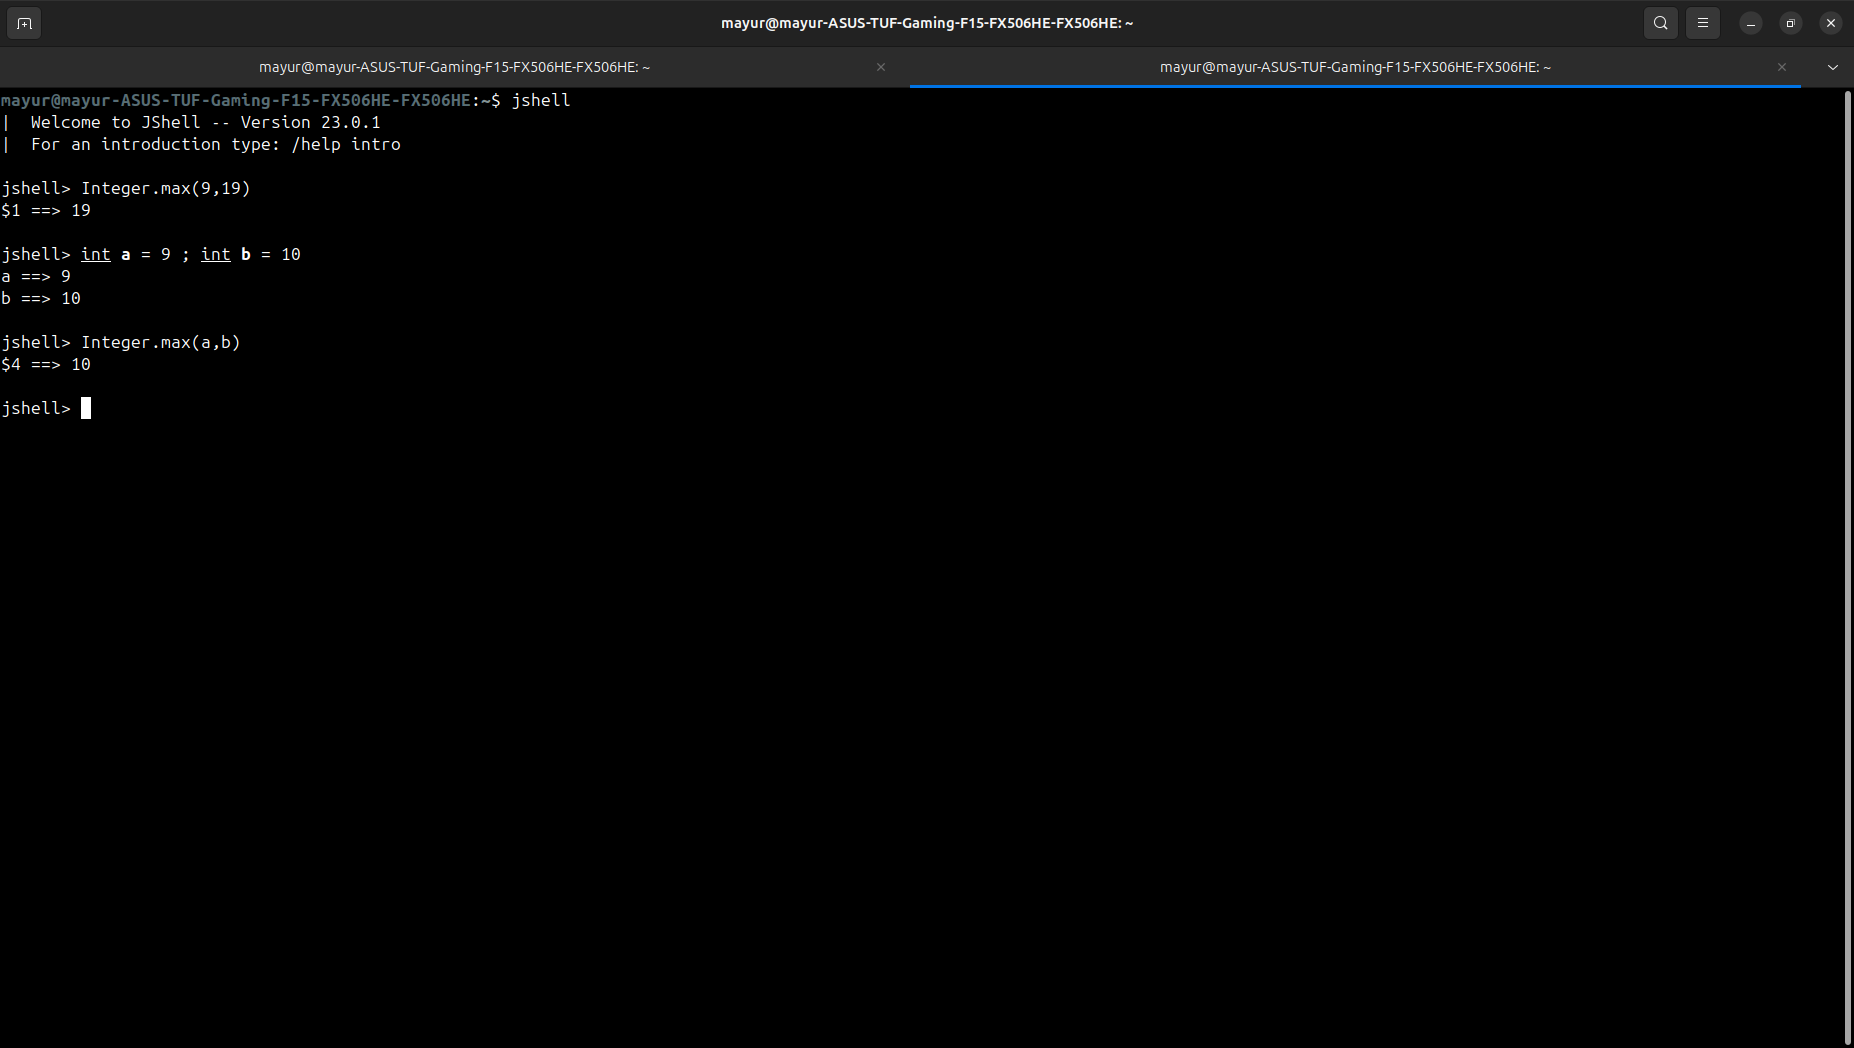 mayur@mayur-ASUS-TUF-Gaming-F15-FX506HE-FX506HE: ~
mayur@mayur-ASUS-TUF-Gaming-F15-FX506HE-FX506HE: ~
mayur@mayur-ASUS-TUF-Gaming-F15-FX506HE-FX506HE: ~
mayur@mayur-ASUS-TUF-Gaming-F15-FX506HE-FX506HE:~$ jshell
|  Welcome to JShell -- Version 23.0.1
|  For an introduction type: /help intro
jshell> Integer.max(9,19)
$1 ==> 19
jshell> int a = 9 ; int b = 10
a ==> 9
b ==> 10
jshell> Integer.max(a,b)
$4 ==> 10
jshell>